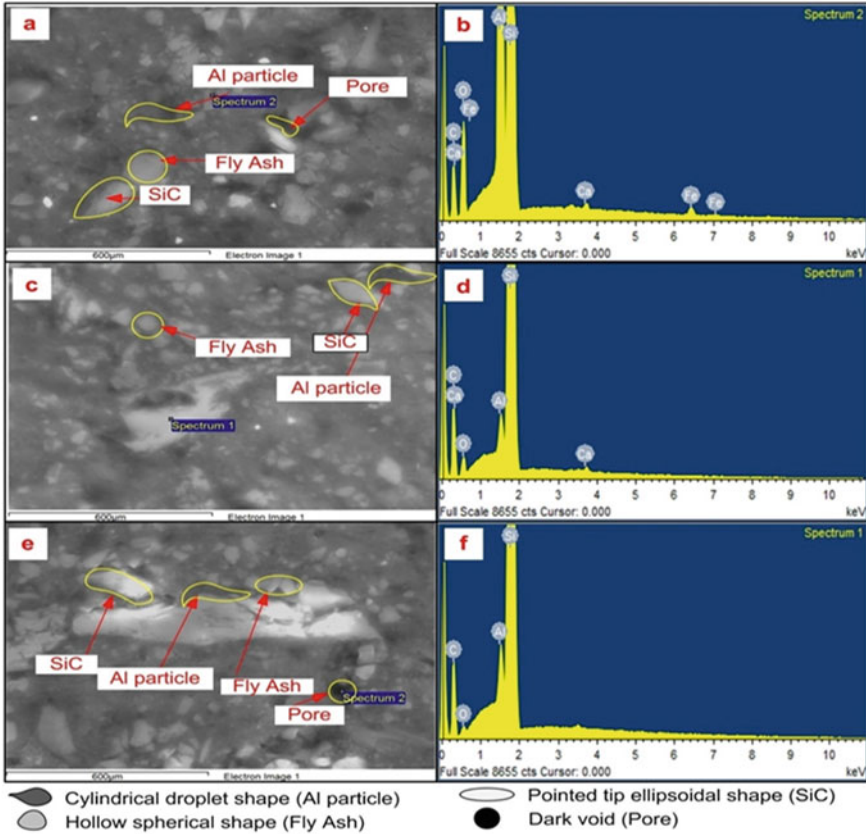 a
Al particle
Spectrum 2
Pore
Fly Ash
SiC
600µm
Electron Image 1
b
Spectrum 2
Al
Si
O
Fe
C
Ca
Ca
Fe
Fe
0 1 2 3 4 5 6 7 8 9 10
Full Scale 8655 cts Cursor: 0.000
keV
c
SiC
Fly Ash
Al particle
Spectrum 1
600µm
Electron Image 1
d
Spectrum 1
Si
C
Ca
Al
O
Ca
0 1 2 3 4 5 6 7 8 9 10
Full Scale 8655 cts Cursor: 0.000
keV
e
SiC
Al particle
Fly Ash
Pore
Spectrum 2
600µm
Electron Image 1
f
Spectrum 1
Si
C
Al
O
0 1 2 3 4 5 6 7 8 9 10
Full Scale 8655 cts Cursor: 0.000
keV
Cylindrical droplet shape (Al particle)
Pointed tip ellipsoidal shape (SiC)
Hollow spherical shape (Fly Ash)
Dark void (Pore)